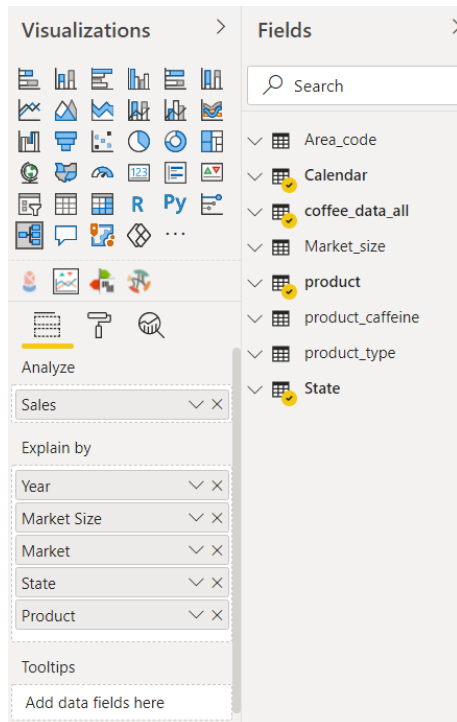 Visualizations
Fields
Search
123
R
Py
Area_code
Calendar
coffee_data_all
Market_size
product
product_caffeine
product_type
State
Analyze
Sales
Explain by
Year
Market Size
Market
State
Product
Tooltips
Add data fields here